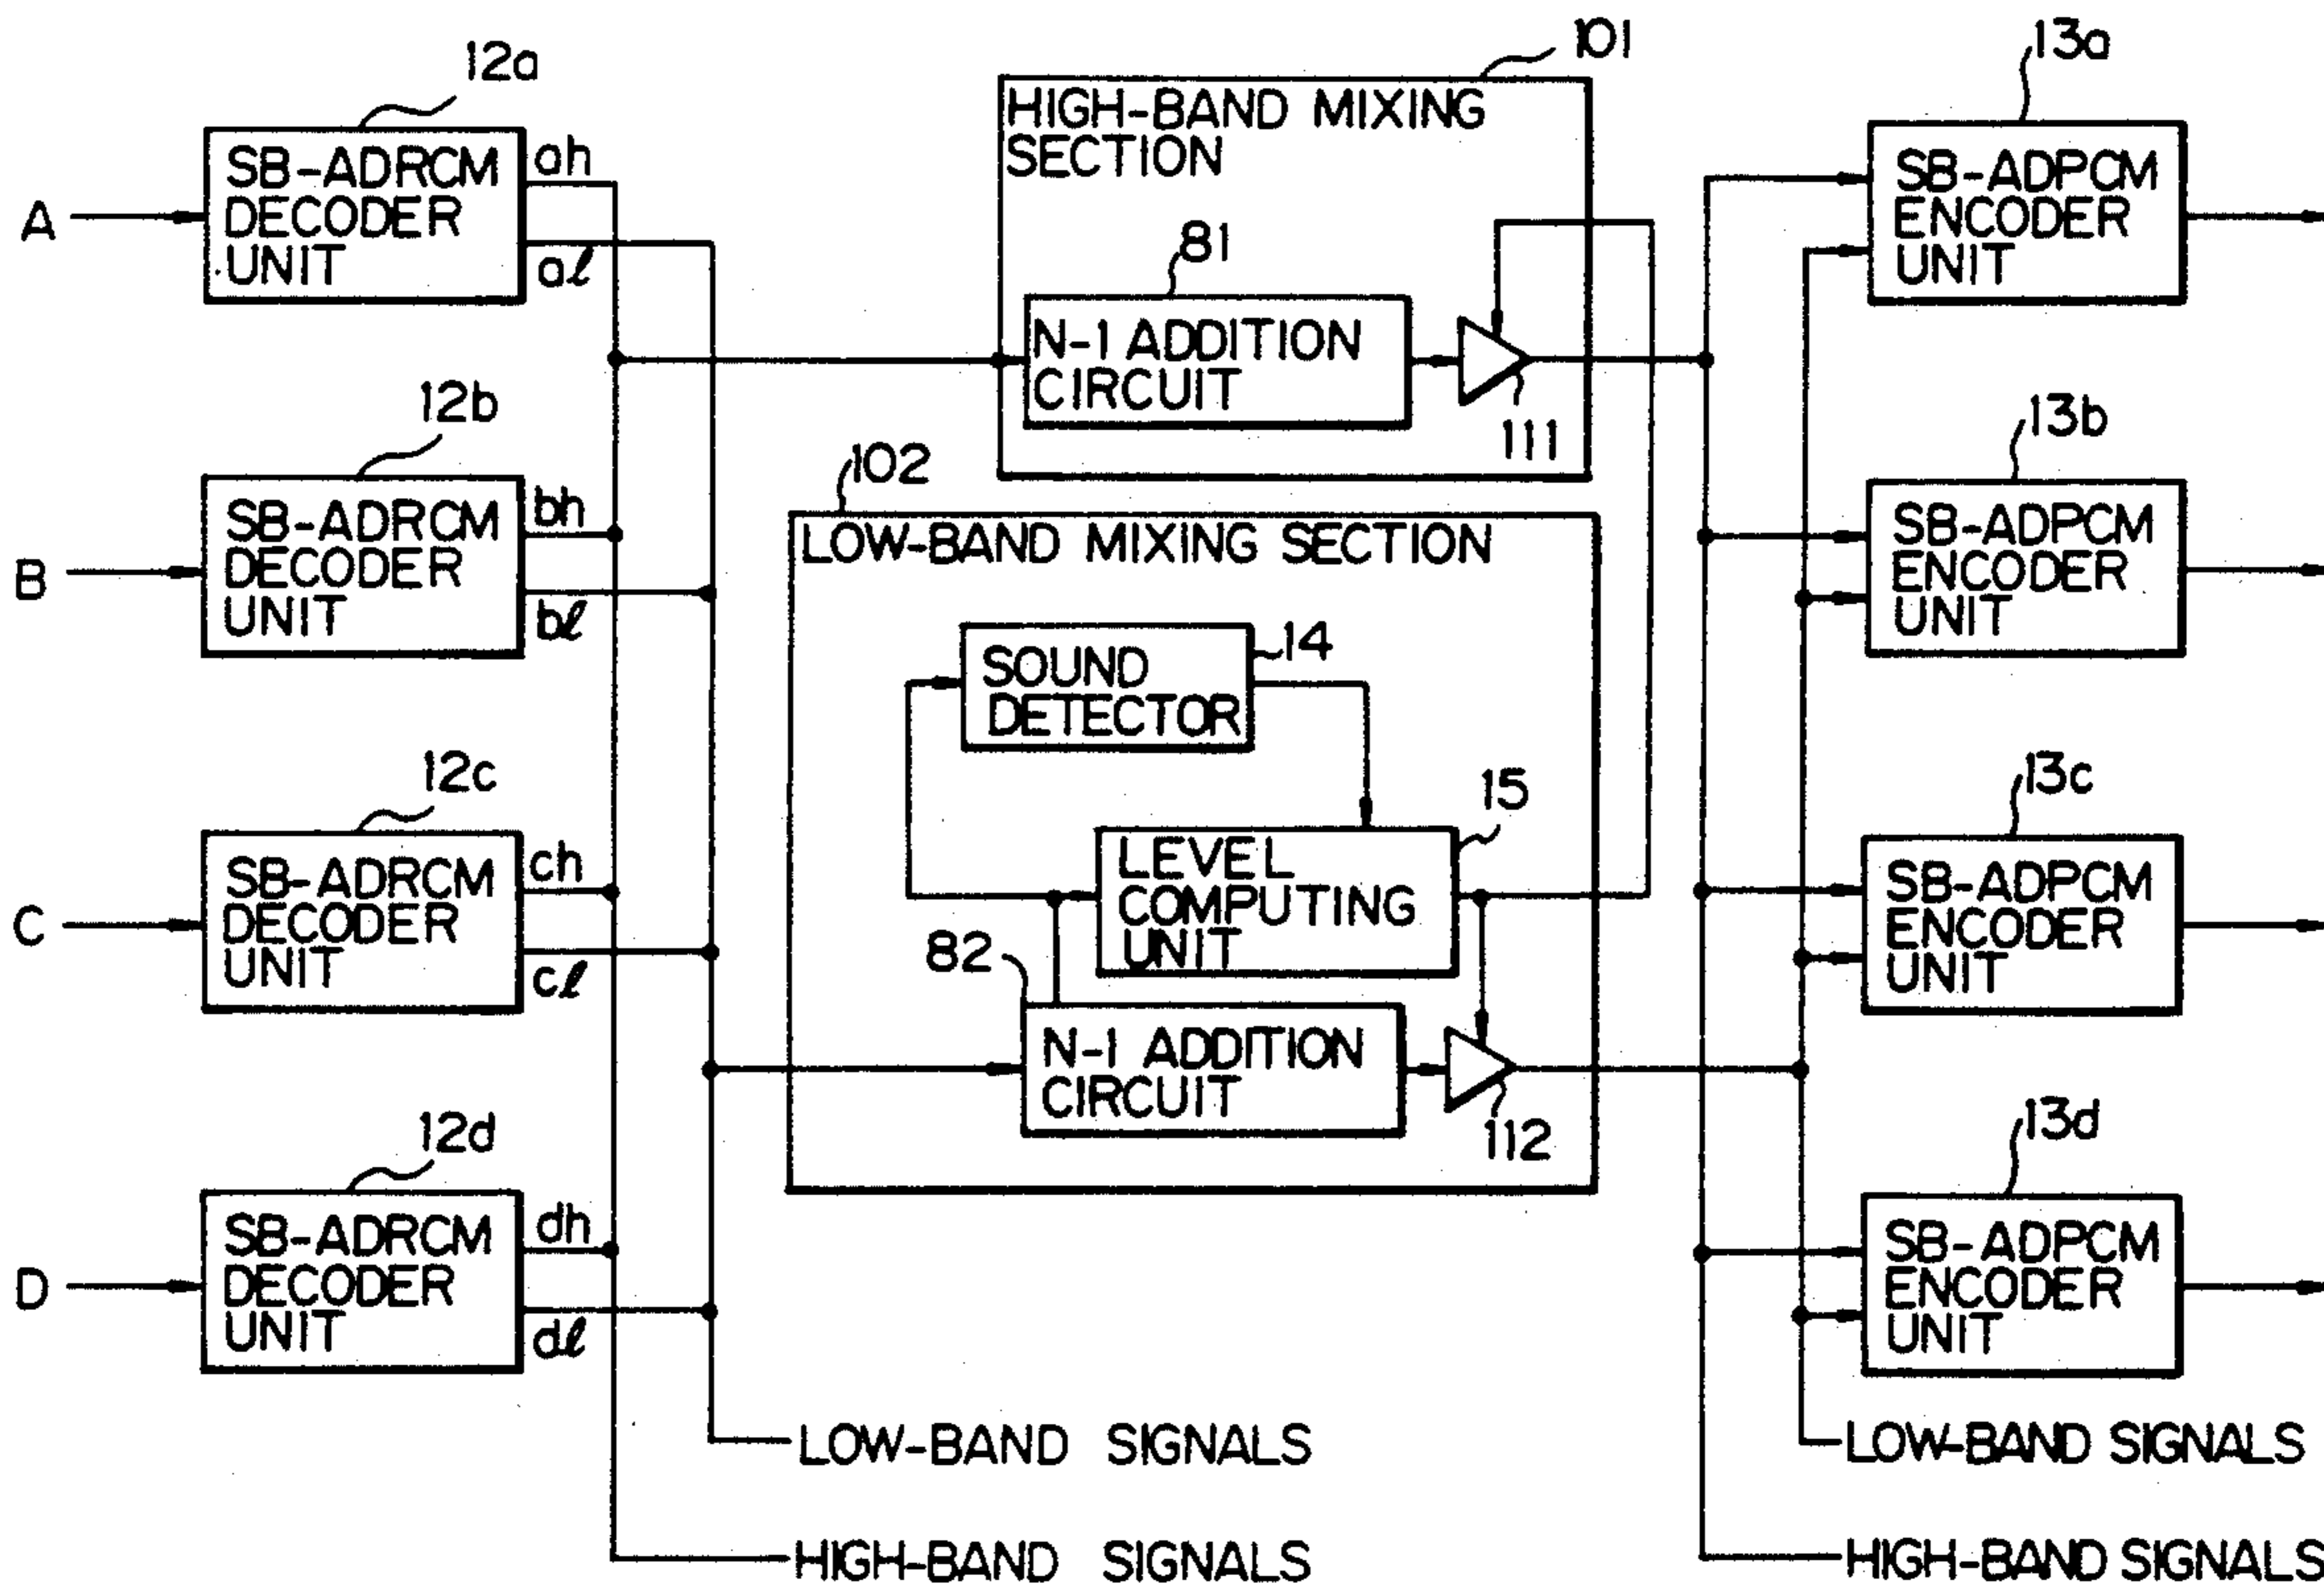 12a
SB-ADRCM
DECODER
UNIT
ah
al
A
12b
SB-ADRCM
DECODER
UNIT
bh
bl
B
12c
SB-ADRCM
DECODER
UNIT
ch
cl
C
12d
SB-ADRCM
DECODER
UNIT
dh
dl
D
101
HIGH-BAND MIXING
SECTION
81
N-1 ADDITION
CIRCUIT
111
102
LOW-BAND MIXING SECTION
14
SOUND
DETECTOR
15
LEVEL
COMPUTING
UNIT
82
N-1 ADDITION
CIRCUIT
112
LOW-BAND SIGNALS
HIGH-BAND SIGNALS
13a
SB-ADPCM
ENCODER
UNIT
13b
SB-ADPCM
ENCODER
UNIT
13c
SB-ADPCM
ENCODER
UNIT
13d
SB-ADPCM
ENCODER
UNIT
LOW-BAND SIGNALS
HIGH-BAND SIGNALS